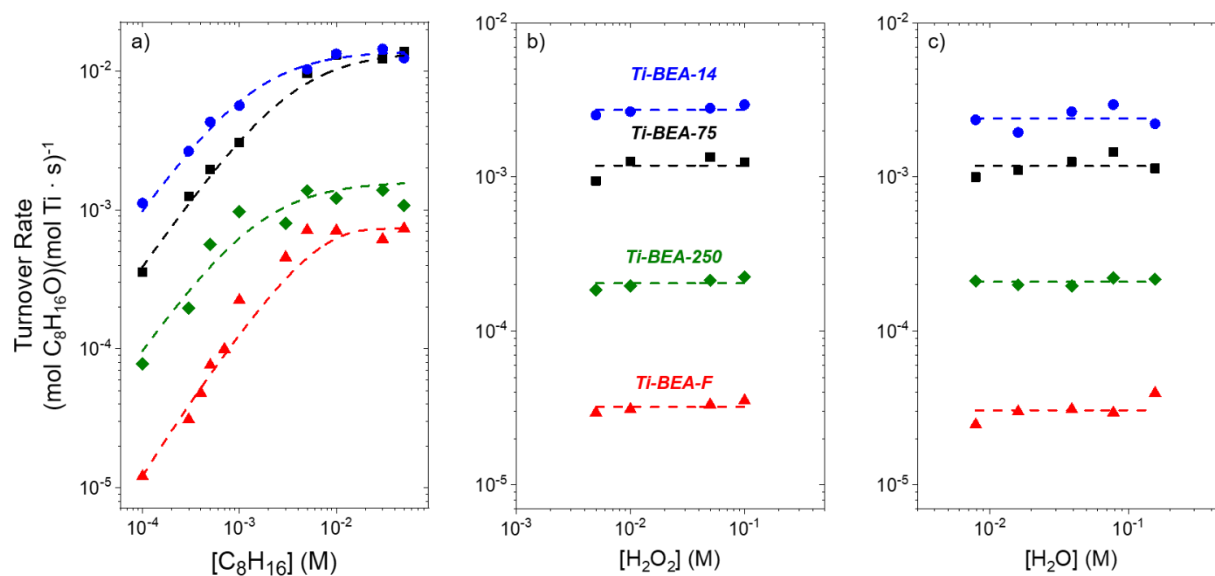 a)
b)
c)
Turnover Rate
(mol C₈H₁₆O)(mol Ti · s)⁻¹
10⁻²
10⁻³
10⁻⁴
10⁻⁵
10⁻⁴
10⁻³
10⁻²
[C₈H₁₆] (M)
10⁻²
10⁻³
10⁻⁴
10⁻⁵
Ti-BEA-14
Ti-BEA-75
Ti-BEA-250
Ti-BEA-F
10⁻³
10⁻²
10⁻¹
[H₂O₂] (M)
10⁻²
10⁻³
10⁻⁴
10⁻⁵
10⁻²
10⁻¹
[H₂O] (M)